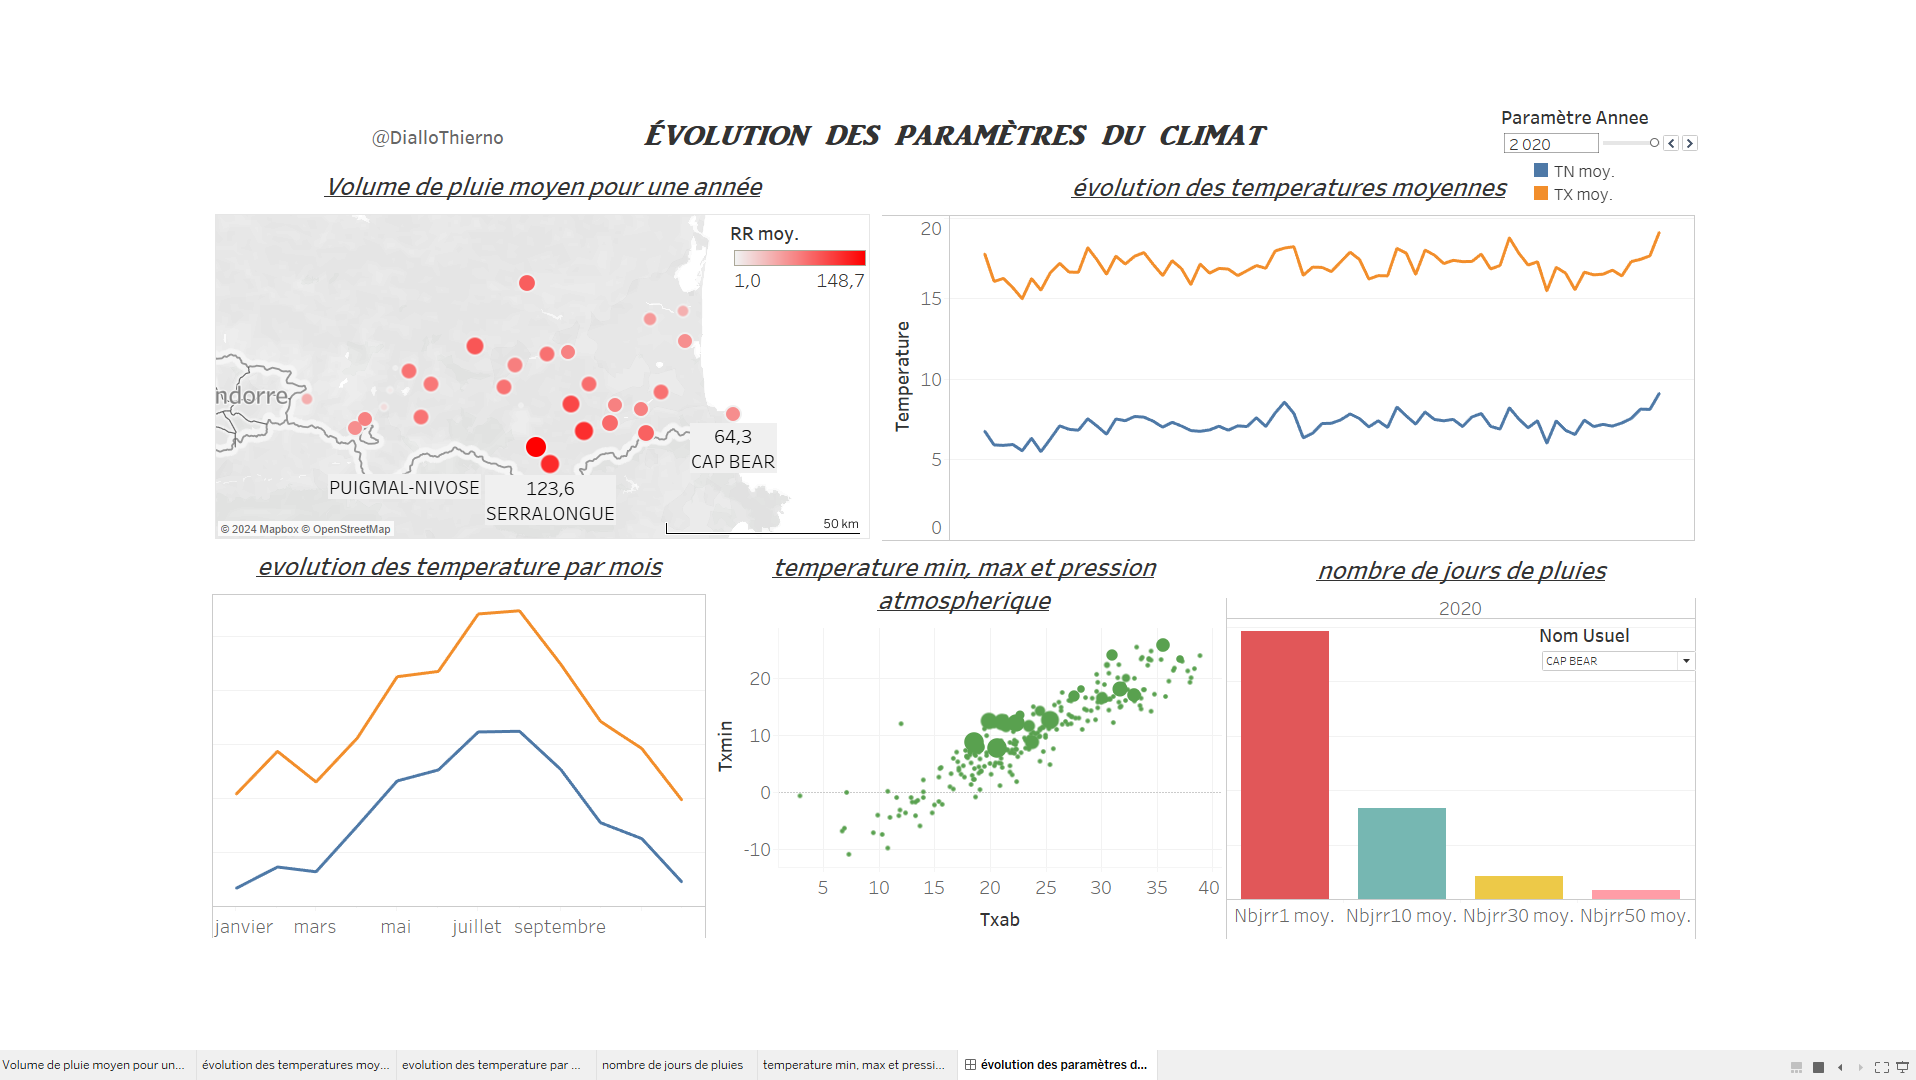 @DialloThierno
ÉVOLUTION DES PARAMÈTRES DU CLIMAT
Paramètre Annee
2 020
TN moy.
TX moy.
Volume de pluie moyen pour une année
RR moy.
1,0
148,7
ndorre
64,3
CAP BEAR
PUIGMAL-NIVOSE
123,6
SERRALONGUE
50 km
© 2024 Mapbox © OpenStreetMap
évolution des temperatures moyennes
Temperature
20
15
10
5
0
evolution des temperature par mois
janvier
mars
mai
juillet
septembre
temperature min, max et pression
atmospherique
Txmin
20
10
0
-10
5
10
15
20
25
30
35
40
Txab
nombre de jours de pluies
2020
Nom Usuel
CAP BEAR
Nbjrr1 moy.
Nbjrr10 moy.
Nbjrr30 moy.
Nbjrr50 moy.
Volume de pluie moyen pour un...
évolution des temperatures moy...
evolution des temperature par ...
nombre de jours de pluies
temperature min, max et pressi...
évolution des paramètres d...